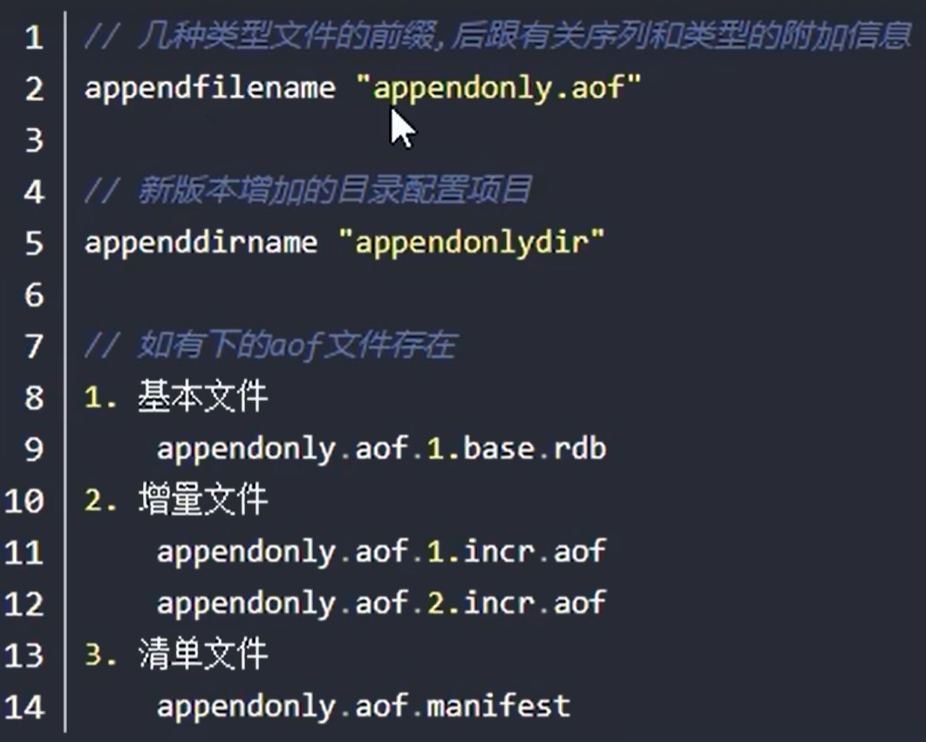 1 // 几种类型文件的前缀,后跟有关序列和类型的附加信息
2 appendfilename "appendonly.aof"
3
4 // 新版本增加的目录配置项目
5 appenddirname "appendonlydir"
6
7 // 如有下的aof文件存在
8 1. 基本文件
9 appendonly.aof.1.base.rdb
10 2. 增量文件
11 appendonly.aof.1.incr.aof
12 appendonly.aof.2.incr.aof
13 3. 清单文件
14 appendonly.aof.manifest